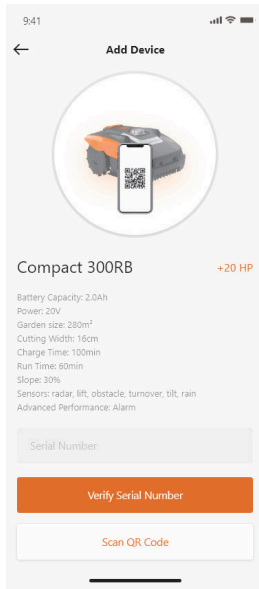 9:41
Add Device
Compact 300RB
+20 HP
Battery Capacity: 2.0Ah
Power: 20V
Garden size: 280m²
Cutting Width: 16cm
Charge Time: 100min
Run Time: 60min
Slope: 30%
Sensors: radar, lift, obstacle, turnover, tilt, rain
Advanced Performance: Alarm
Serial Number
Verify Serial Number
Scan QR Code